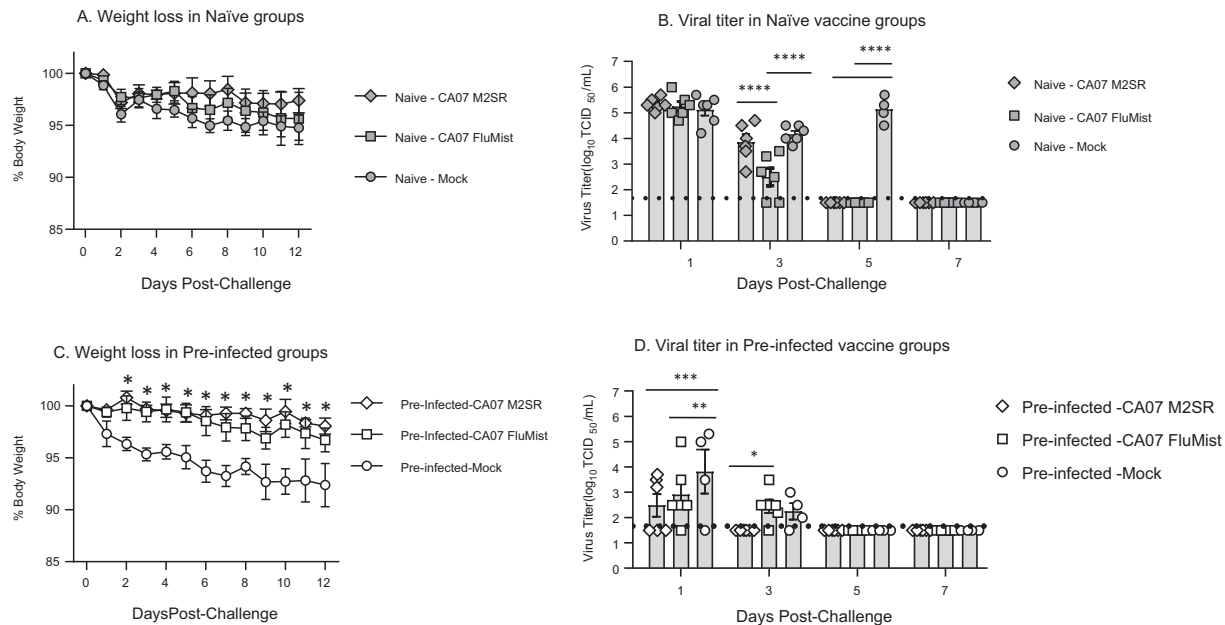 A. Weight loss in Naïve groups
% Body Weight
100
95
90
85
0 2 4 6 8 10 12
Days Post-Challenge
Naive - CA07 M2SR
Naive - CA07 FluMist
Naive - Mock
B. Viral titer in Naïve vaccine groups
Virus Titer(log10 TCID 50/mL)
7
6
5
4
3
2
1
0
****
****
****
1 3 5 7
Days Post-Challenge
Naive - CA07 M2SR
Naive - CA07 FluMist
Naive - Mock
C. Weight loss in Pre-infected groups
% Body Weight
100
95
90
85
* * * * * * * * * * *
0 2 4 6 8 10 12
DaysPost-Challenge
Pre-Infected-CA07 M2SR
Pre-Infected-CA07 FluMist
Pre-infected-Mock
D. Viral titer in Pre-infected vaccine groups
Virus Titer(log10 TCID 50/mL)
7
6
5
4
3
2
1
0
***
**
*
1 3 5 7
Days Post-Challenge
Pre-infected -CA07 M2SR
Pre-infected -CA07 FluMist
Pre-infected -Mock